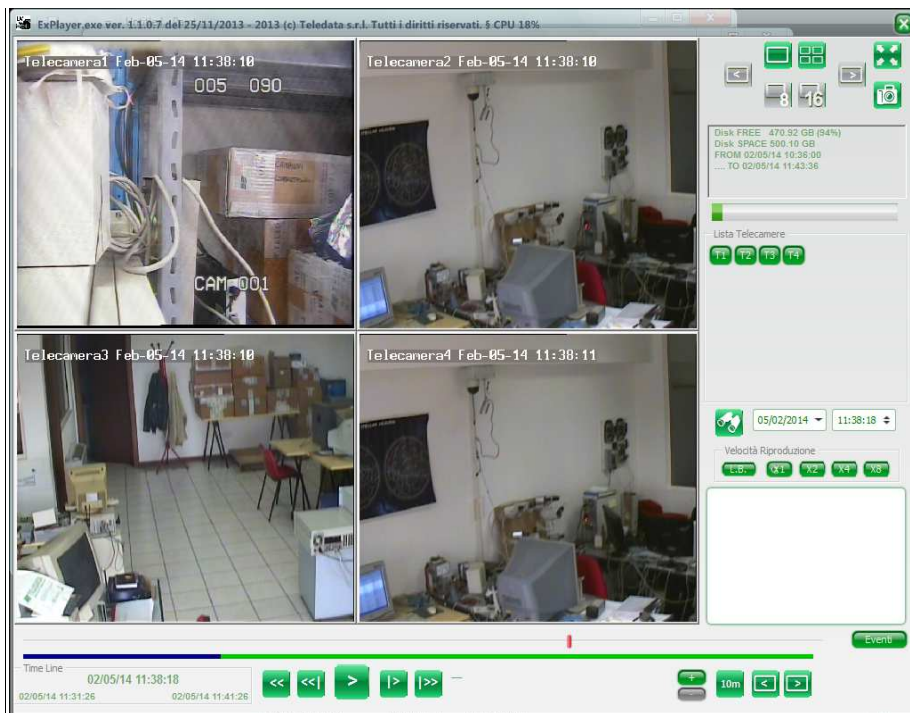 ExPlayer,exe ver. 1.1.0.7 del 25/11/2013 - 2013 (c) Teledata s.r.l. Tutti i diritti riservati. § CPU 18%
Telecamera1 Feb-05-14 11:38:10
005 090
CAM 001
Telecamera2 Feb-05-14 11:38:10
Telecamera3 Feb-05-14 11:38:10
Telecamera4 Feb-05-14 11:38:11
< >
8 16
Disk FREE 470.92 GB (94%)
Disk SPACE 500.10 GB
FROM 02/05/14 10:36:00
.... TO 02/05/14 11:43:36
Lista Telecamere
T1 T2 T3 T4
05/02/2014 11:38:18
Velocità Riproduzione
X1 X2 X4 X8
Eventi
Time Line
02/05/14 11:38:18
02/05/14 11:31:26 02/05/14 11:41:26
<< <<| > |> |>>
+
-
10m < >